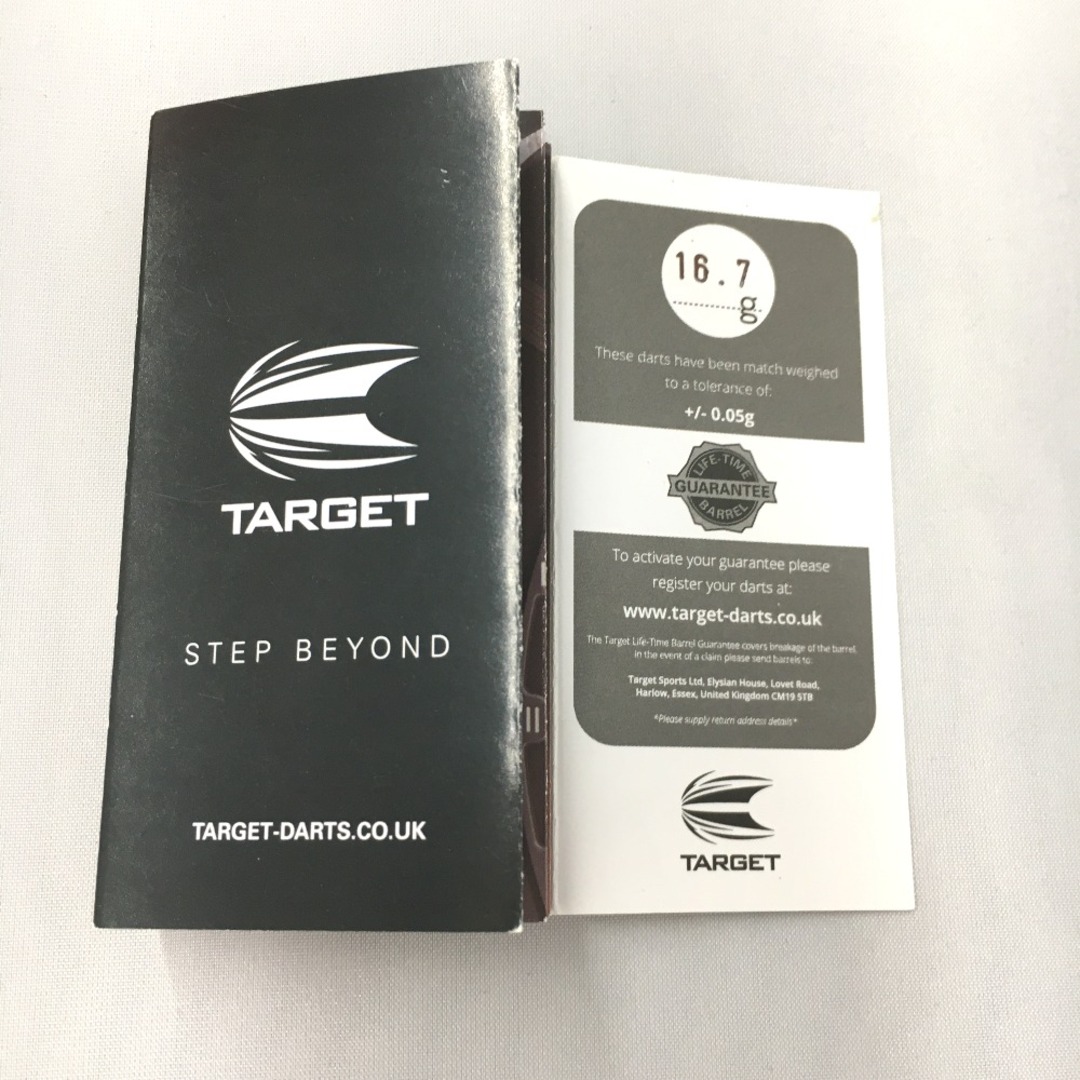 TARGET
STEP BEYOND
TARGET-DARTS.CO.UK
16.7
g
These darts have been match weighed
to a tolerance of:
+/- 0.05g
LIFE-TIME
GUARANTEE
BARREL
To activate your guarantee please
register your darts at:
www.target-darts.co.uk
The Target Life-Time Barrel Guarantee covers breakage of the barrel.
In the event of a claim please send barrels to:
Target Sports Ltd, Elysian House, Lovet Road,
Harlow, Essex, United Kingdom CM19 5TB
*Please supply return address details*
TARGET